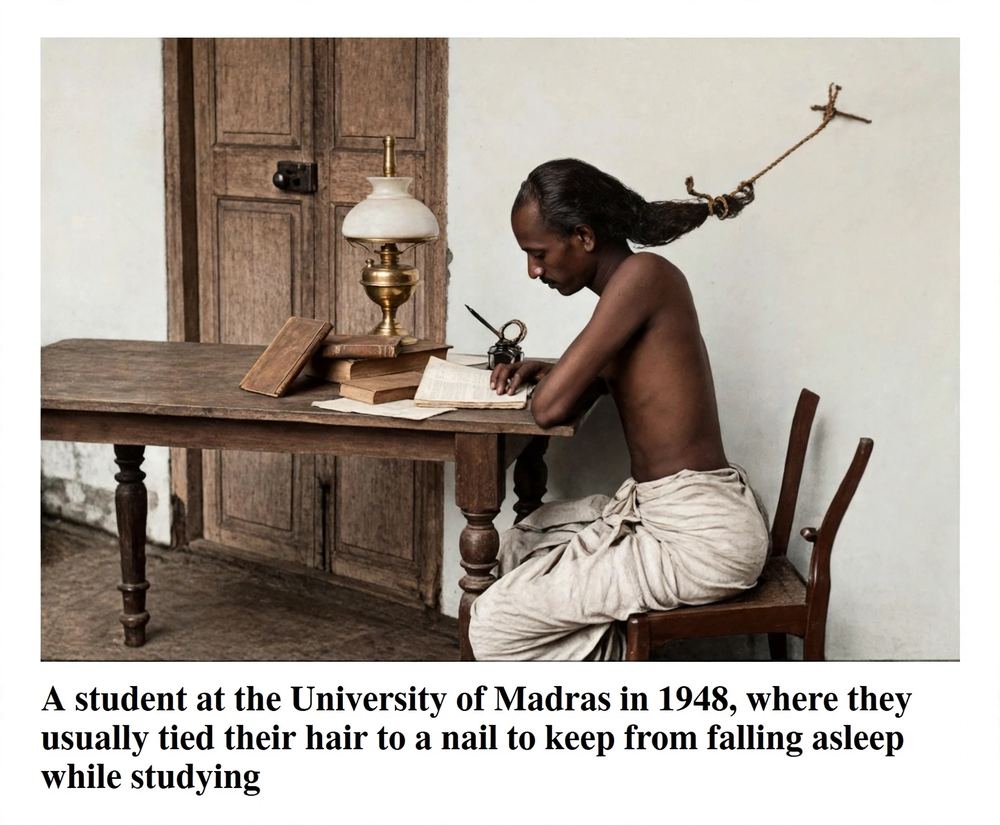 A student at the University of Madras in 1948, where they
usually tied their hair to a nail to keep from falling asleep
while studying